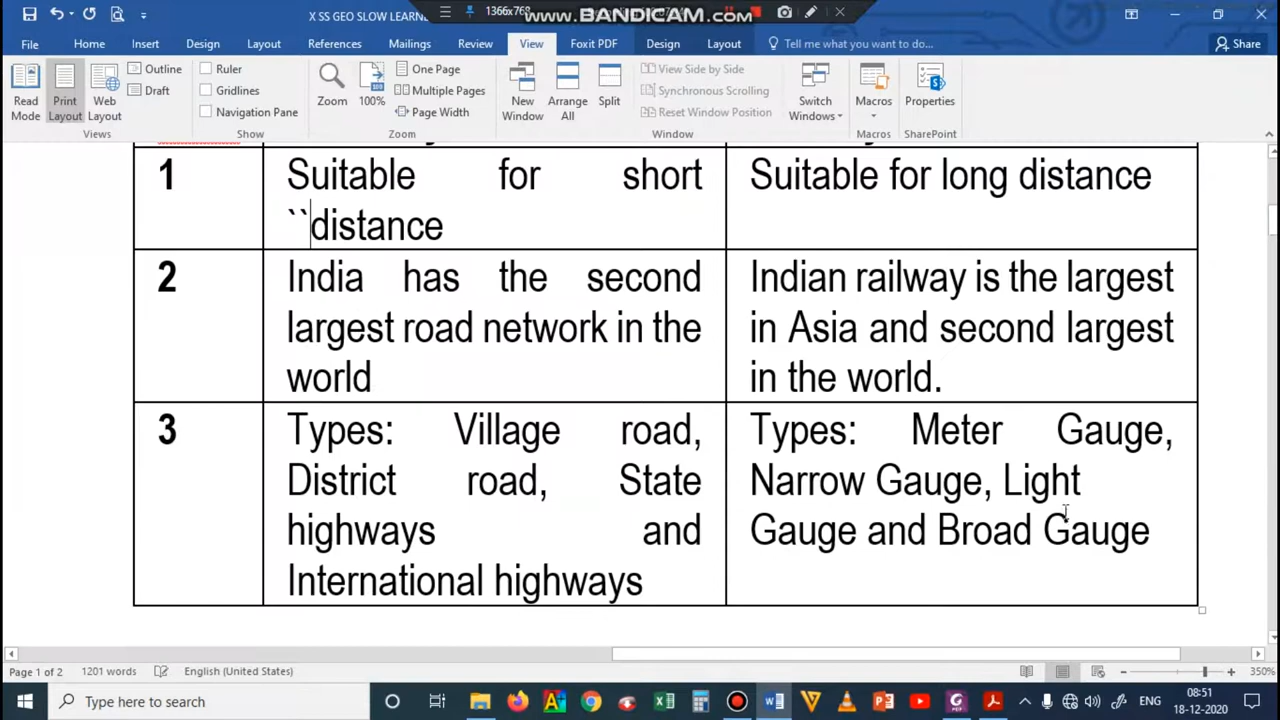 X SS GEO SLOW LEARNE
1366x768
www.BANDICAM.com
File Home Insert Design Layout References Mailings Review View Foxit PDF Design Layout Tell me what you want to do... Share
Read Mode
Print Layout
Web Layout
Outline
Draft
Views
Ruler
Gridlines
Navigation Pane
Show
Zoom
100%
One Page
Multiple Pages
Page Width
Zoom
New Window
Arrange All
Split
View Side by Side
Synchronous Scrolling
Reset Window Position
Window
Switch Windows
Macros
Macros
Properties
SharePoint
1 Suitable for short Suitable for long distance
``distance
2 India has the second Indian railway is the largest
largest road network in the in Asia and second largest
world in the world.
3 Types: Village road, Types: Meter Gauge,
District road, State Narrow Gauge, Light
highways and Gauge and Broad Gauge
International highways
Page 1 of 2 1201 words English (United States) 350%
Type here to search ENG 08:51
18-12-2020